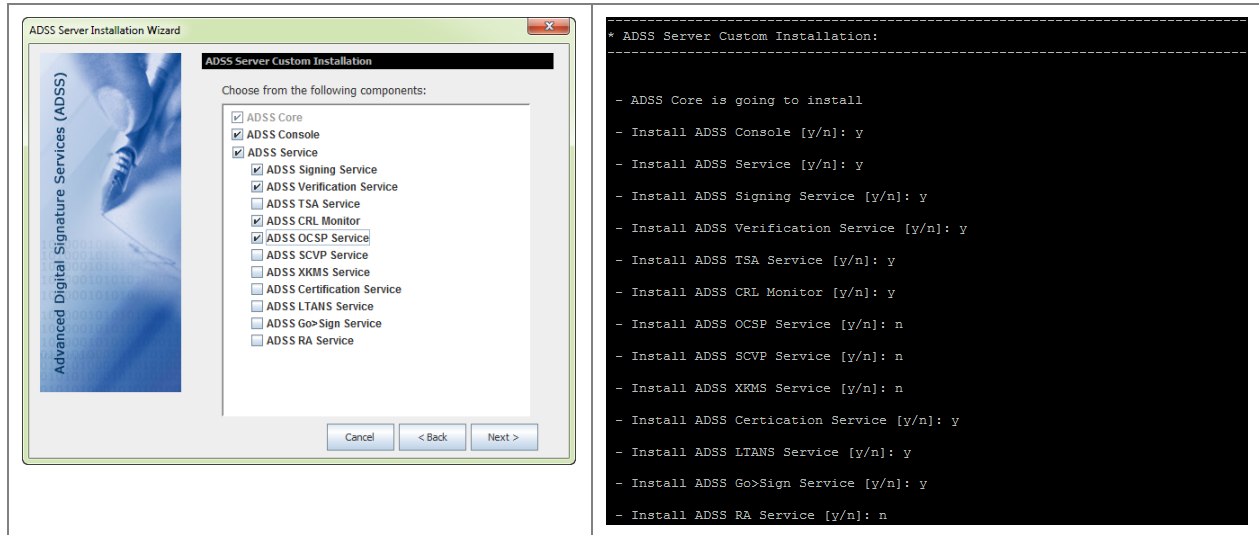 ADSS Server Installation Wizard
Advanced Digital Signature Services (ADSS)
ADSS Server Custom Installation
Choose from the following components:
ADSS Core
ADSS Console
ADSS Service
ADSS Signing Service
ADSS Verification Service
ADSS TSA Service
ADSS CRL Monitor
ADSS OCSP Service
ADSS SCVP Service
ADSS XKMS Service
ADSS Certification Service
ADSS LTANS Service
ADSS Go>Sign Service
ADSS RA Service
Cancel
< Back
Next >
--------------------------------------------------------------------------------
* ADSS Server Custom Installation:
--------------------------------------------------------------------------------
- ADSS Core is going to install
- Install ADSS Console [y/n]: y
- Install ADSS Service [y/n]: y
- Install ADSS Signing Service [y/n]: y
- Install ADSS Verification Service [y/n]: y
- Install ADSS TSA Service [y/n]: y
- Install ADSS CRL Monitor [y/n]: y
- Install ADSS OCSP Service [y/n]: n
- Install ADSS SCVP Service [y/n]: n
- Install ADSS XKMS Service [y/n]: n
- Install ADSS Certication Service [y/n]: y
- Install ADSS LTANS Service [y/n]: y
- Install ADSS Go>Sign Service [y/n]: y
- Install ADSS RA Service [y/n]: n